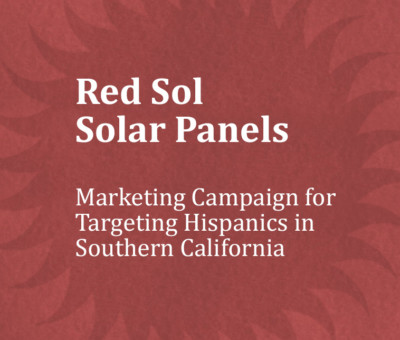 Red Sol
Solar Panels
Marketing Campaign for
Targeting Hispanics in
Southern California